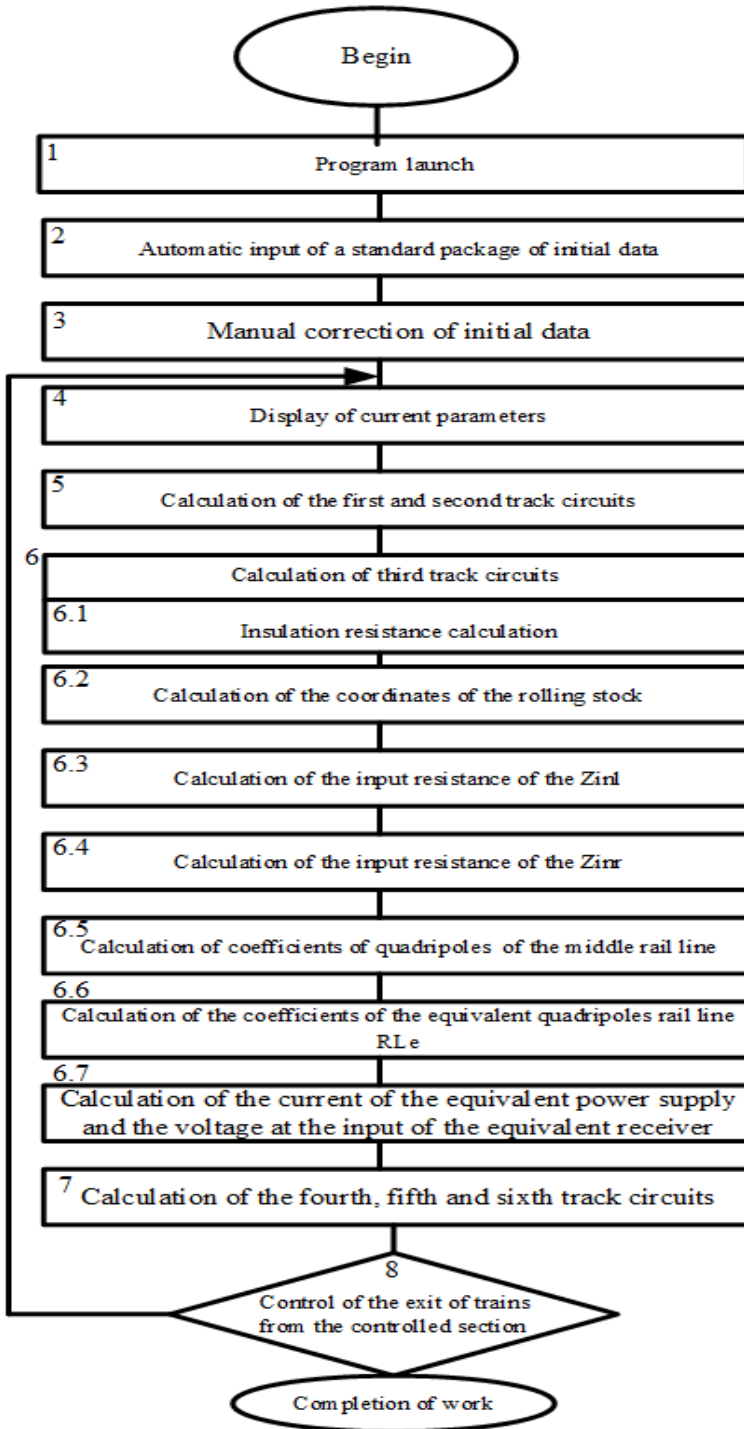 Begin
1
Program launch
2
Automatic input of a standard package of initial data
3
Manual correction of initial data
4
Display of current parameters
5
Calculation of the first and second track circuits
6
Calculation of third track circuits
6.1
Insulation resistance calculation
6.2
Calculation of the coordinates of the rolling stock
6.3
Calculation of the input resistance of the Zinl
6.4
Calculation of the input resistance of the Zinr
6.5
Calculation of coefficients of quadripoles of the middle rail line
6.6
Calculation of the coefficients of the equivalent quadripoles rail line
RLe
6.7
Calculation of the current of the equivalent power supply
and the voltage at the input of the equivalent receiver
7
Calculation of the fourth, fifth and sixth track circuits
8
Control of the exit of trains
from the controlled section
Completion of work